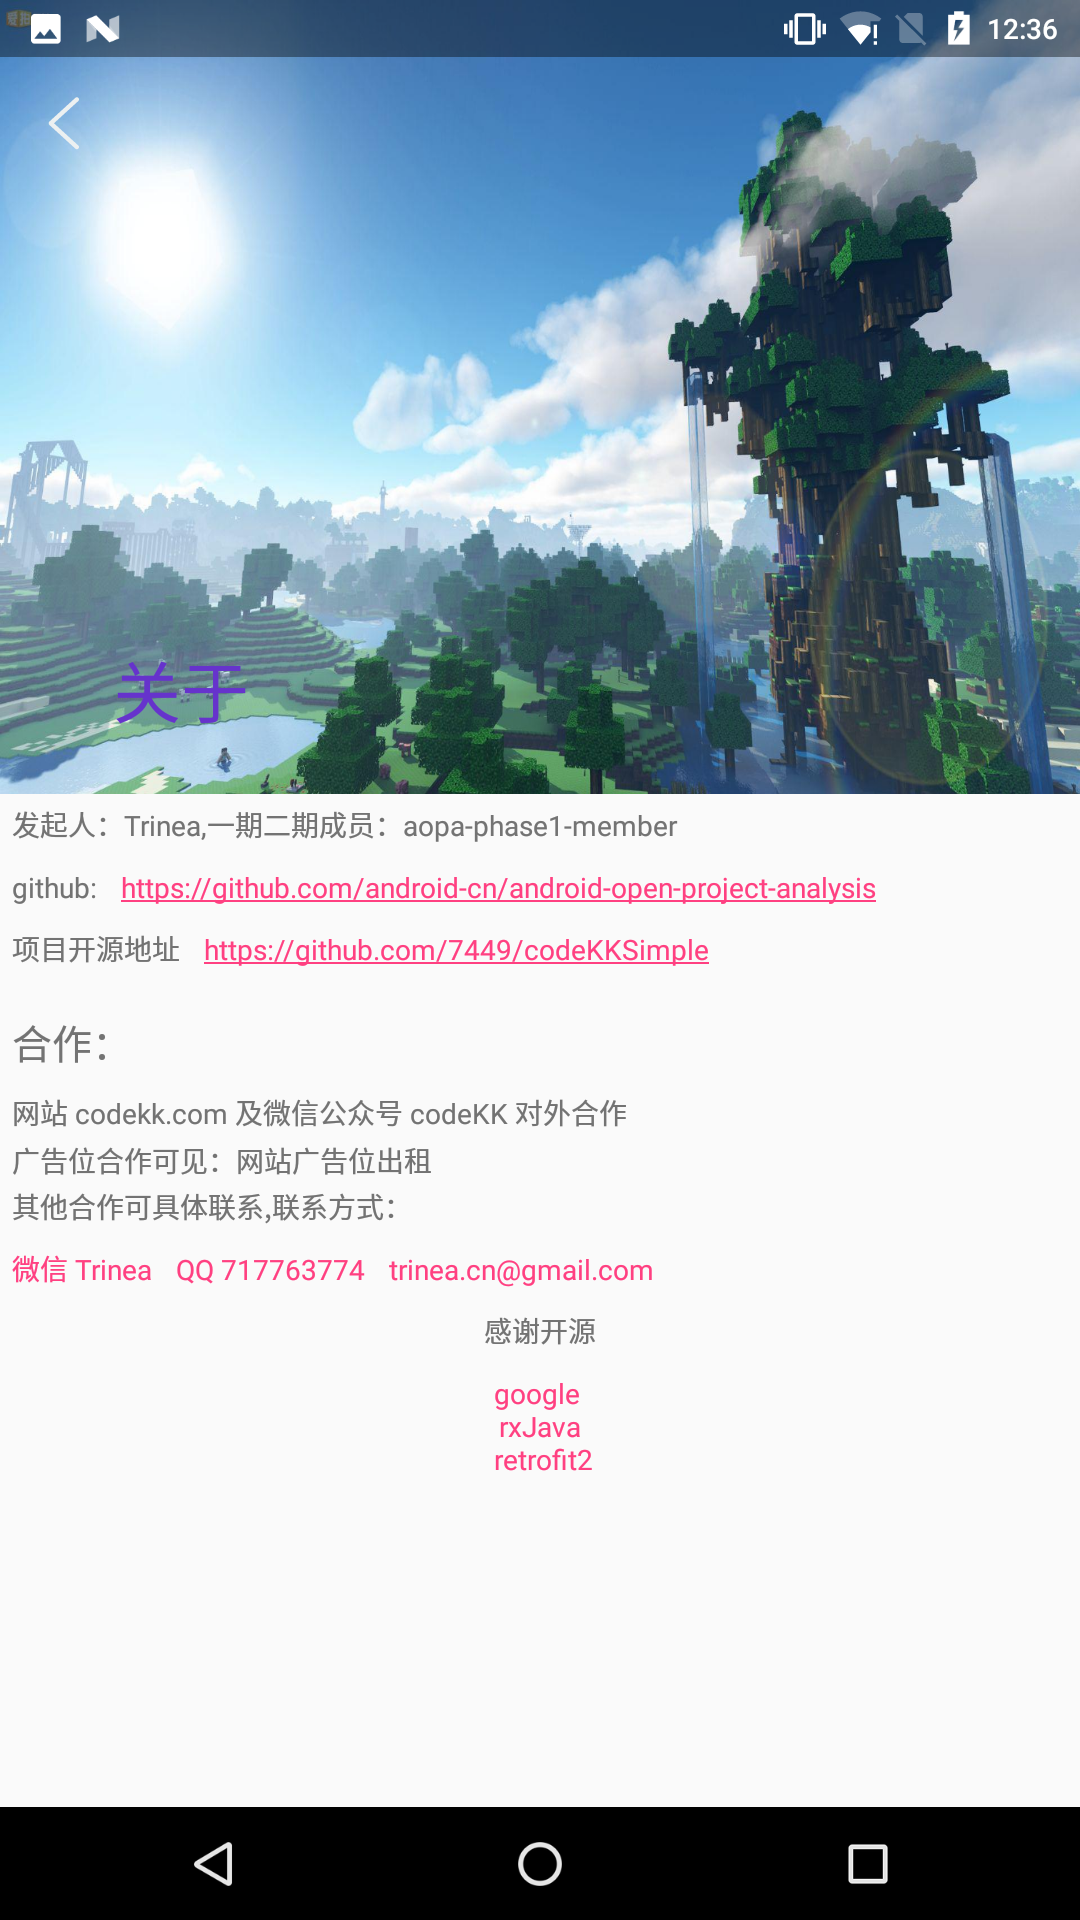 12:36
关于
发起人：Trinea,一期二期成员：aopa-phase1-member
github: https://github.com/android-cn/android-open-project-analysis
项目开源地址 https://github.com/7449/codeKKSimple
合作：
网站 codekk.com 及微信公众号 codeKK 对外合作
广告位合作可见：网站广告位出租
其他合作可具体联系,联系方式：
微信 Trinea QQ 717763774 trinea.cn@gmail.com
感谢开源
google
rxJava
retrofit2